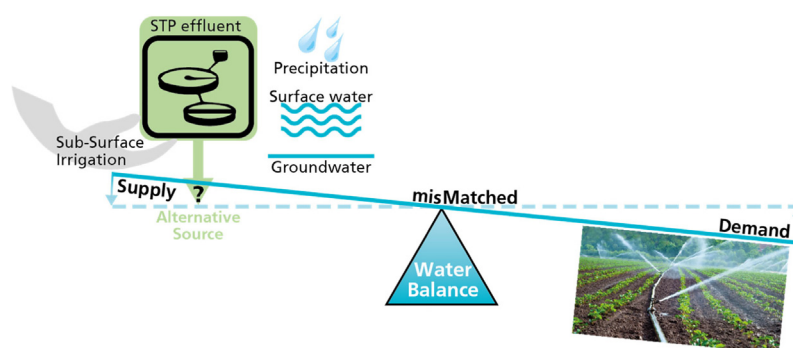 STP effluent
Precipitation
Surface water
Sub-Surface
Irrigation
Groundwater
Supply
?
misMatched
Alternative
Source
Demand
Water
Balance